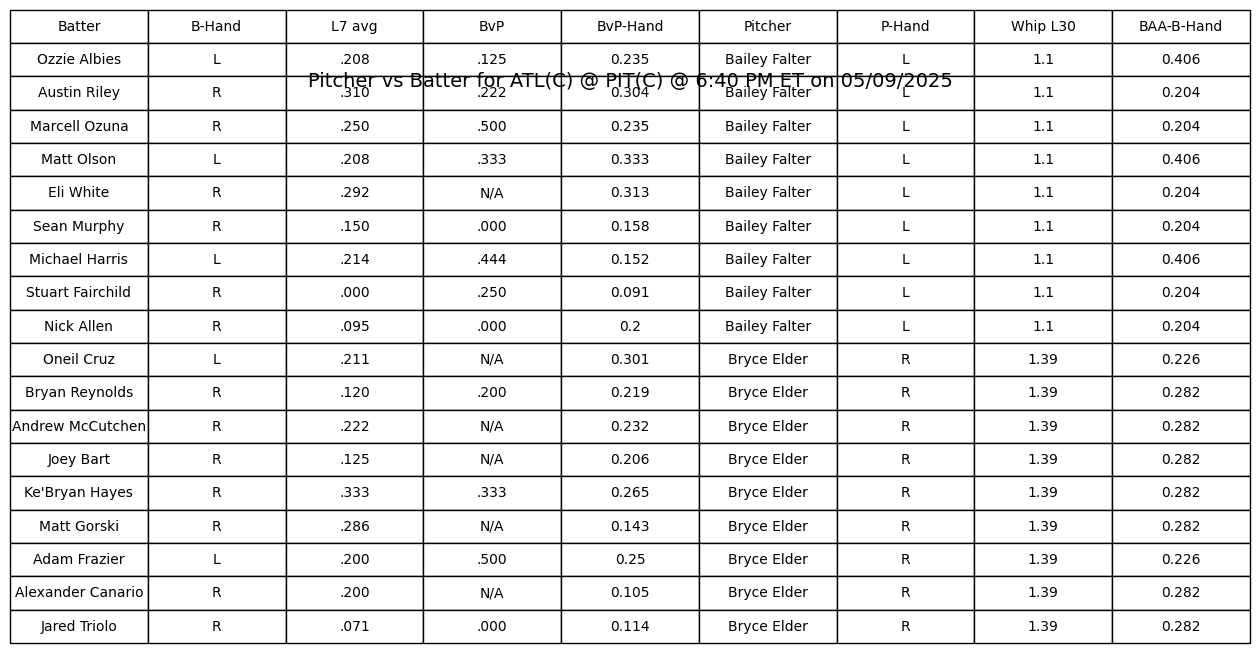 Batter B-Hand L7 avg BvP BvP-Hand Pitcher P-Hand Whip L30 BAA-B-Hand
Ozzie Albies L .208 .125 0.235 Bailey Falter L 1.1 0.406
Pitcher vs Batter for ATL(C) @ PIT(C) @ 6:40 PM ET on 05/09/2025
Austin Riley R .310 .222 0.304 Bailey Falter L 1.1 0.204
Marcell Ozuna R .250 .500 0.235 Bailey Falter L 1.1 0.204
Matt Olson L .208 .333 0.333 Bailey Falter L 1.1 0.406
Eli White R .292 N/A 0.313 Bailey Falter L 1.1 0.204
Sean Murphy R .150 .000 0.158 Bailey Falter L 1.1 0.204
Michael Harris L .214 .444 0.152 Bailey Falter L 1.1 0.406
Stuart Fairchild R .000 .250 0.091 Bailey Falter L 1.1 0.204
Nick Allen R .095 .000 0.2 Bailey Falter L 1.1 0.204
Oneil Cruz L .211 N/A 0.301 Bryce Elder R 1.39 0.226
Bryan Reynolds R .120 .200 0.219 Bryce Elder R 1.39 0.282
Andrew McCutchen R .222 N/A 0.232 Bryce Elder R 1.39 0.282
Joey Bart R .125 N/A 0.206 Bryce Elder R 1.39 0.282
Ke'Bryan Hayes R .333 .333 0.265 Bryce Elder R 1.39 0.282
Matt Gorski R .286 N/A 0.143 Bryce Elder R 1.39 0.282
Adam Frazier L .200 .500 0.25 Bryce Elder R 1.39 0.226
Alexander Canario R .200 N/A 0.105 Bryce Elder R 1.39 0.282
Jared Triolo R .071 .000 0.114 Bryce Elder R 1.39 0.282